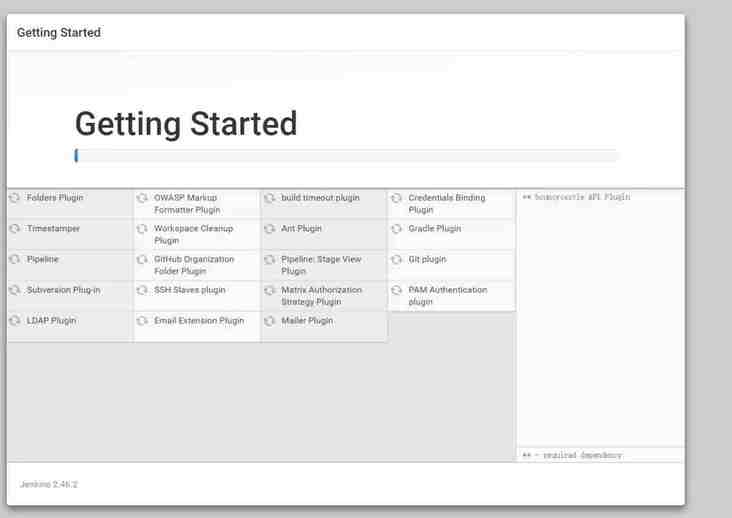 Getting Started
Getting Started
Folders Plugin
OWASP Markup
Formatter Plugin
build timeout plugin
Credentials Binding
Plugin
** bouncycastle API Plugin
Timestamper
Workspace Cleanup
Plugin
Ant Plugin
Gradle Plugin
Pipeline
GitHub Organization
Folder Plugin
Pipeline: Stage View
Plugin
Git plugin
Subversion Plug-in
SSH Slaves plugin
Matrix Authorization
Strategy Plugin
PAM Authentication
plugin
LDAP Plugin
Email Extension Plugin
Mailer Plugin
** - required dependency
Jenkins 2.46.2